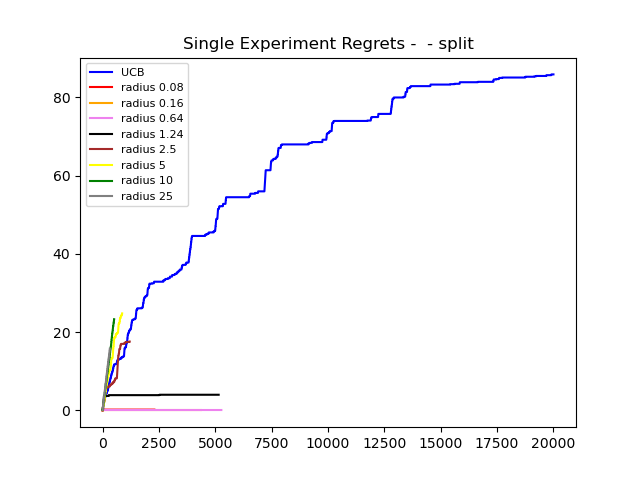 Single Experiment Regrets -  - split
UCB
radius 0.08
radius 0.16
radius 0.64
radius 1.24
radius 2.5
radius 5
radius 10
radius 25
80
60
40
20
0
0 2500 5000 7500 10000 12500 15000 17500 20000